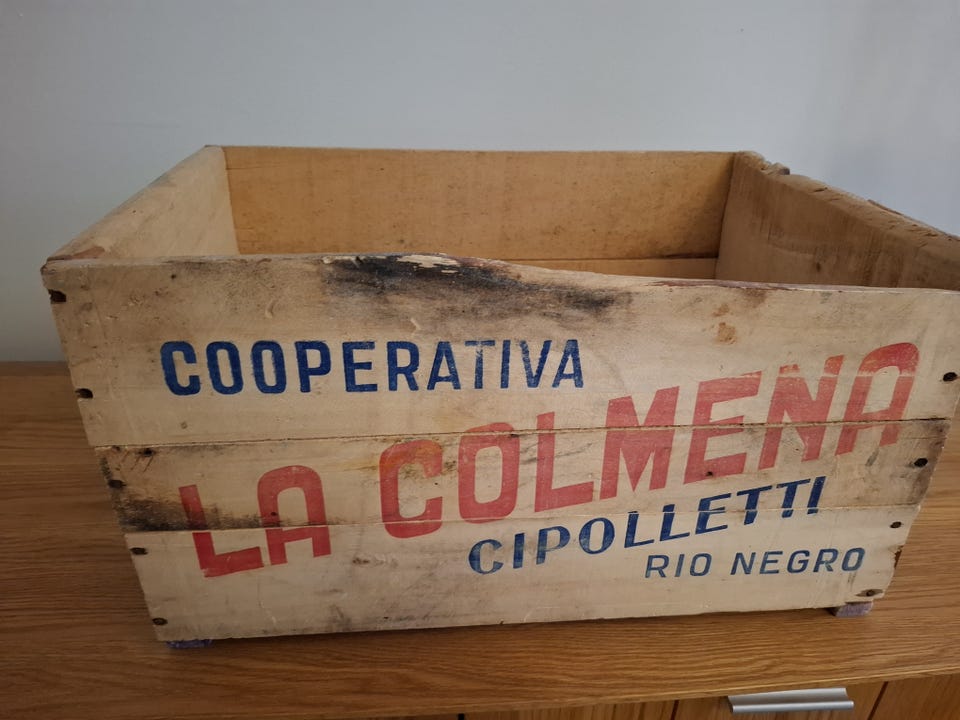 COOPERATIVA
LA COLMENA
CIPOLLETTI
RIO NEGRO